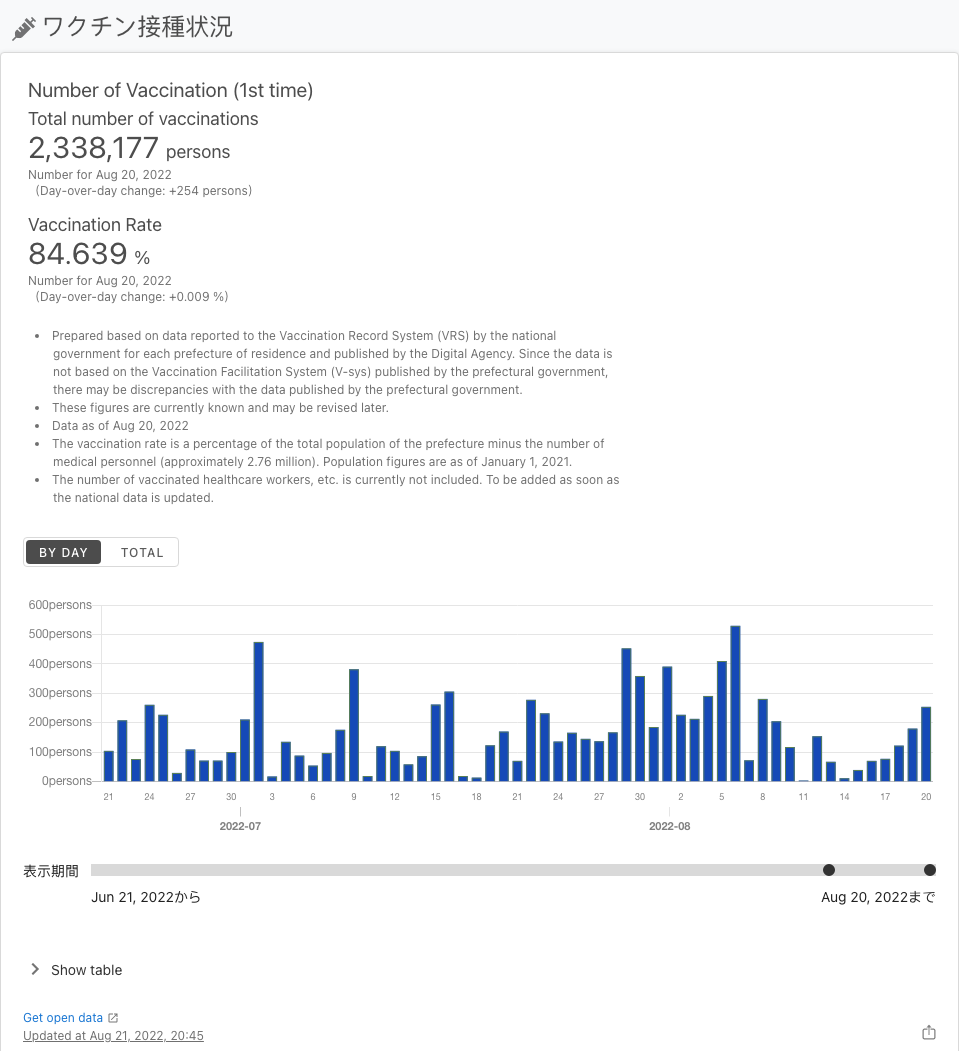 ワクチン接種状況
Number of Vaccination (1st time)
Total number of vaccinations
2,338,177 persons
Number for Aug 20, 2022
(Day-over-day change: +254 persons)
Vaccination Rate
84.639 %
Number for Aug 20, 2022
(Day-over-day change: +0.009 %)
• Prepared based on data reported to the Vaccination Record System (VRS) by the national
government for each prefecture of residence and published by the Digital Agency. Since the data is
not based on the Vaccination Facilitation System (V-sys) published by the prefectural government,
there may be discrepancies with the data published by the prefectural government.
• These figures are currently known and may be revised later.
• Data as of Aug 20, 2022
• The vaccination rate is a percentage of the total population of the prefecture minus the number of
medical personnel (approximately 2.76 million). Population figures are as of January 1, 2021.
• The number of vaccinated healthcare workers, etc. is currently not included. To be added as soon as
the national data is updated.
BY DAY TOTAL
600persons
500persons
400persons
300persons
200persons
100persons
0persons
21 24 27 30 3 6 9 12 15 18 21 24 27 30 2 5 8 11 14 17 20
2022-07 2022-08
表示期間
Jun 21, 2022から Aug 20, 2022まで
Show table
Get open data
Updated at Aug 21, 2022, 20:45